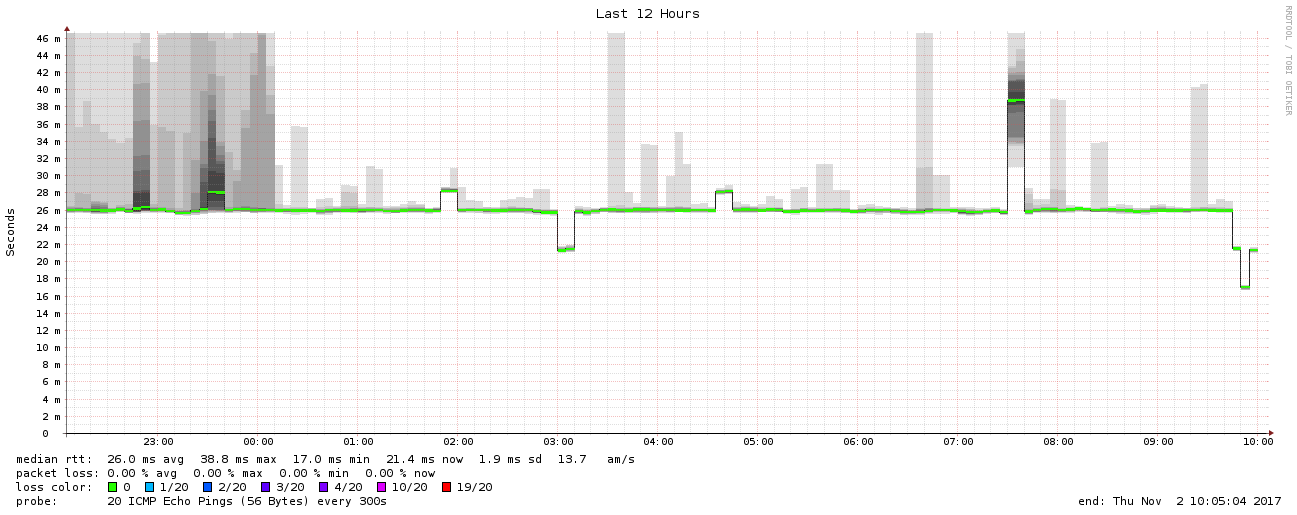 Last 12 Hours
RRDTOOL / TOBI OETIKER
Seconds
46 m
44 m
42 m
40 m
38 m
36 m
34 m
32 m
30 m
28 m
26 m
24 m
22 m
20 m
18 m
16 m
14 m
12 m
10 m
8 m
6 m
4 m
2 m
0
23:00 00:00 01:00 02:00 03:00 04:00 05:00 06:00 07:00 08:00 09:00 10:00
median rtt: 26.0 ms avg 38.8 ms max 17.0 ms min 21.4 ms now 1.9 ms sd 13.7 am/s
packet loss: 0.00 % avg 0.00 % max 0.00 % min 0.00 % now
loss color: 0 1/20 2/20 3/20 4/20 10/20 19/20
probe: 20 ICMP Echo Pings (56 Bytes) every 300s end: Thu Nov 2 10:05:04 2017